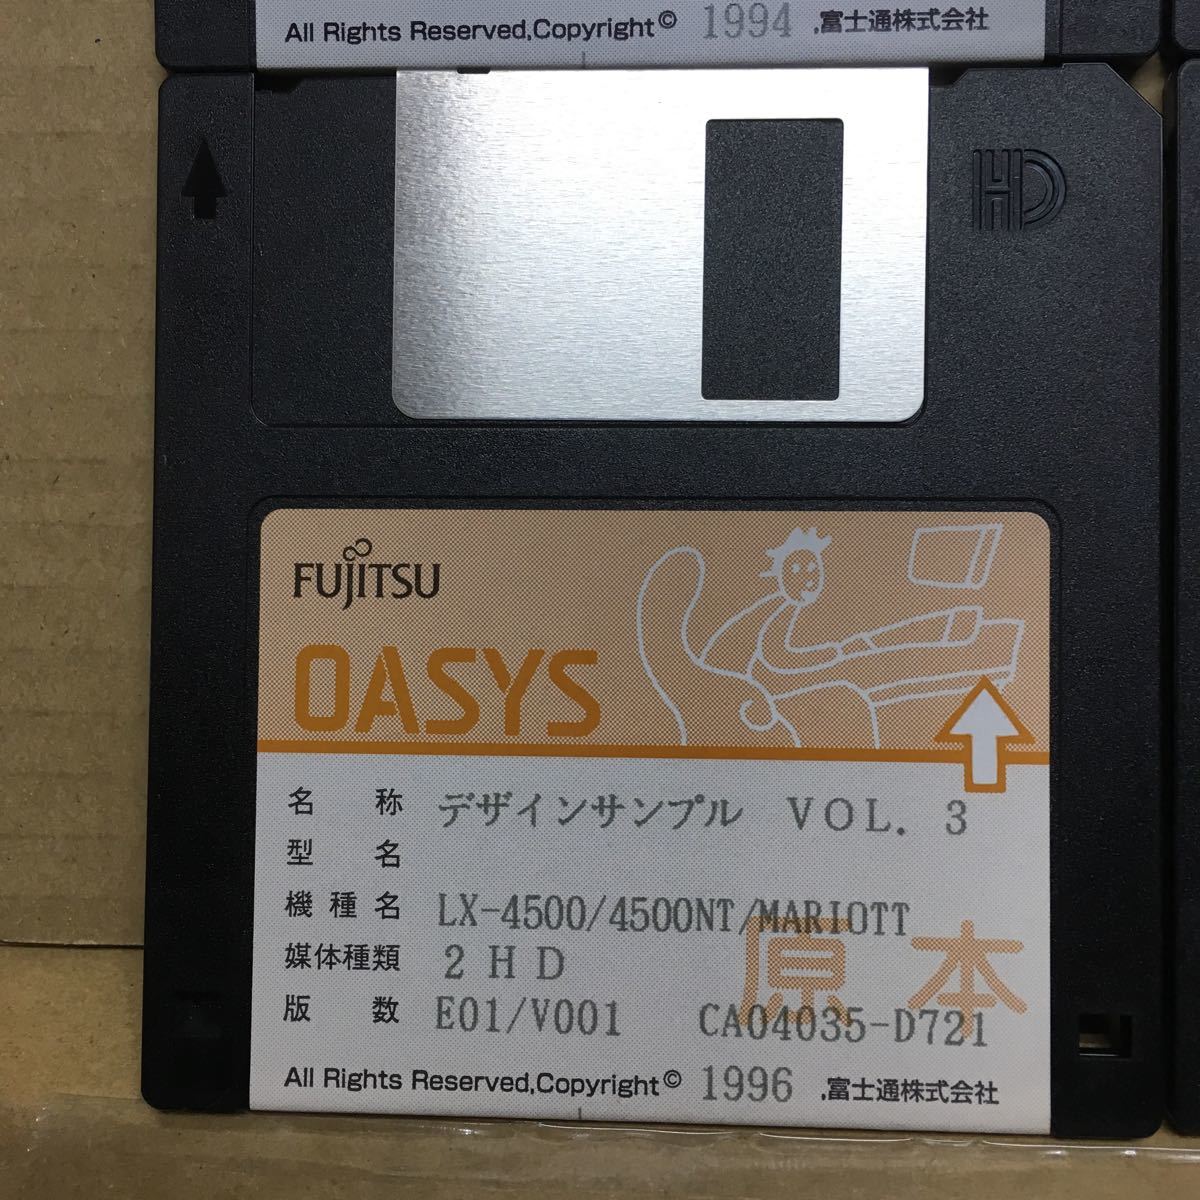 All Rights Reserved,Copyright© 1994 ,富士通株式会社
HD
FUJITSU
OASYS
名称 デザインサンプル VOL. 3
型名
機種名 LX-4500/4500NT/MARIOTT
原本
媒体種類 2HD
版数 E01/V001 CA04035-D721
All Rights Reserved,Copyright© 1996 ,富士通株式会社